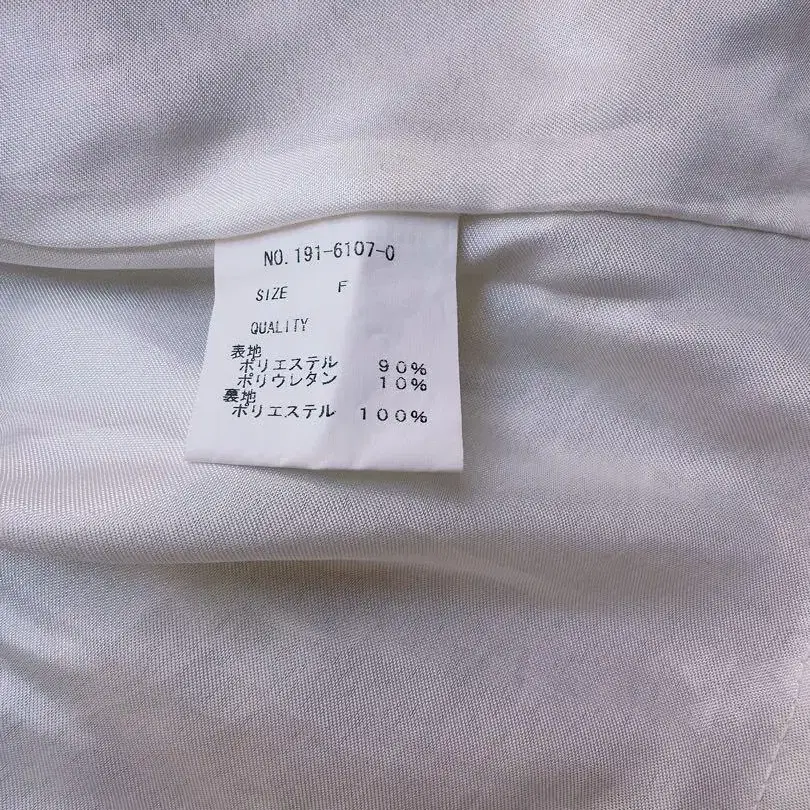 NO.191-6107-0
SIZE F
QUALITY
表地
ポリエステル 90%
ポリウレタン 10%
裏地
ポリエステル 100%